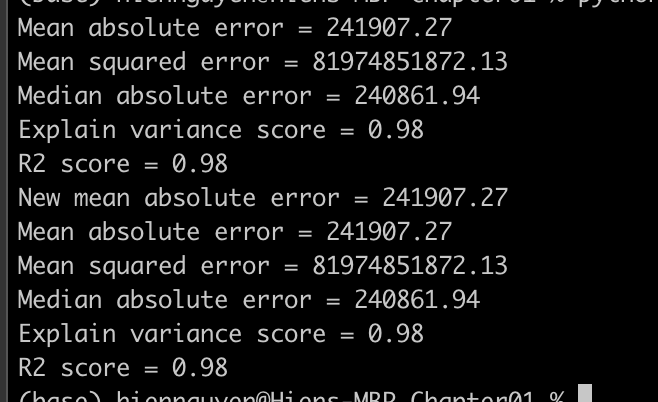 Mean absolute error = 241907.27
Mean squared error = 81974851872.13
Median absolute error = 240861.94
Explain variance score = 0.98
R2 score = 0.98
New mean absolute error = 241907.27
Mean absolute error = 241907.27
Mean squared error = 81974851872.13
Median absolute error = 240861.94
Explain variance score = 0.98
R2 score = 0.98
(base) hiennguyen@Hiens-MBP Chapter01 %